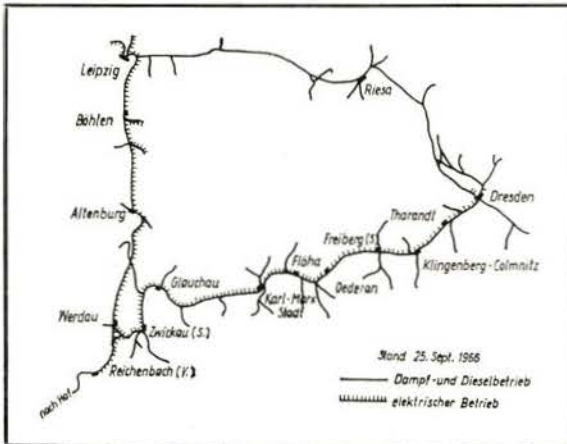 Leipzig
Riesa
Böhlen
Dresden
Altenburg
Tharandt
Freiberg (S.)
Klingenberg-Colmnitz
Flöha
Oederan
Glauchau
Karl-Marx
Stadt
Werdau
Zwickau (S.)
Reichenbach (V.)
nach Hof
Stand 25. Sept. 1966
Dampf- und Dieselbetrieb
elektrischer Betrieb